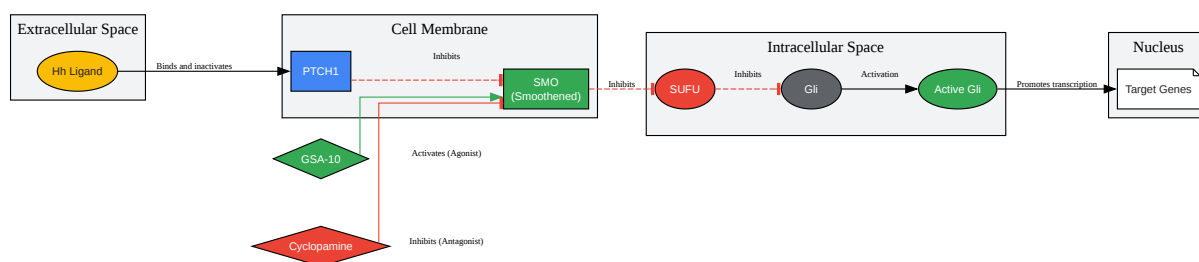 Extracellular Space
Hh Ligand
Binds and inactivates
Cell Membrane
PTCH1
Inhibits
SMO
(Smoothened)
GSA-10
Activates (Agonist)
Cyclopamine
Inhibits (Antagonist)
Inhibits
Intracellular Space
SUFU
Inhibits
Gli
Activation
Active Gli
Promotes transcription
Nucleus
Target Genes